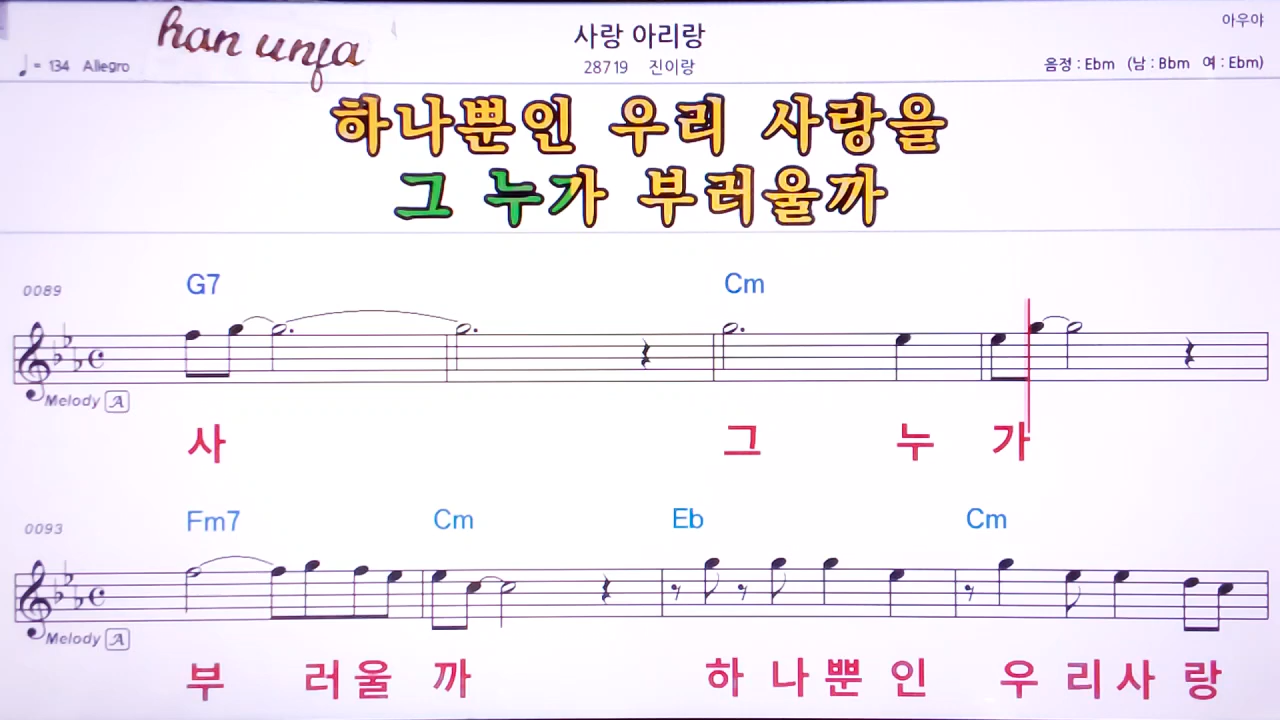 han unfa
사랑 아리랑
아우야
♩= 134 Allegro
28719 진이랑
음정 : Ebm (남 : Bbm 여 : Ebm)
하나뿐인 우리 사랑을
그 누가 부러울까
0089
G7 Cm
Melody A
사 그 누 가
0093
Fm7 Cm Eb Cm
Melody A
부 러 울 까 하 나 뿐 인 우 리 사 랑